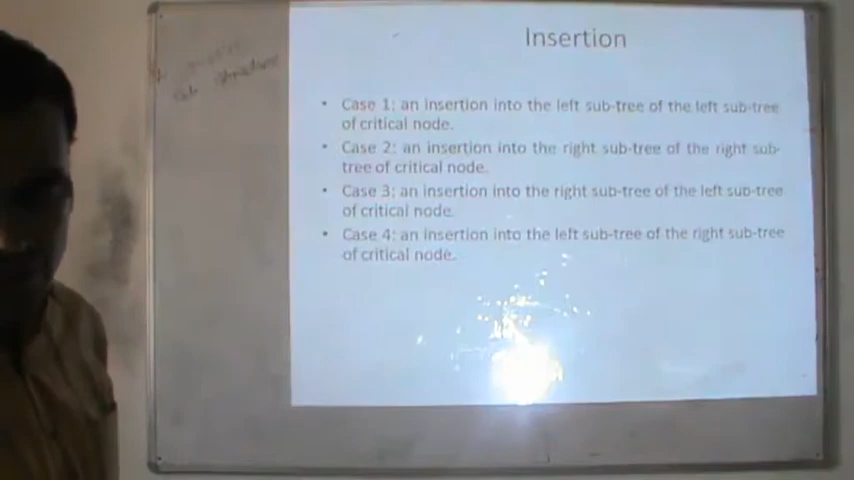 Insertion
• Case 1: an insertion into the left sub-tree of the left sub-tree
of critical node.
• Case 2: an insertion into the right sub-tree of the right sub-
tree of critical node.
• Case 3: an insertion into the right sub-tree of the left sub-tree
of critical node.
• Case 4: an insertion into the left sub-tree of the right sub-tree
of critical node.